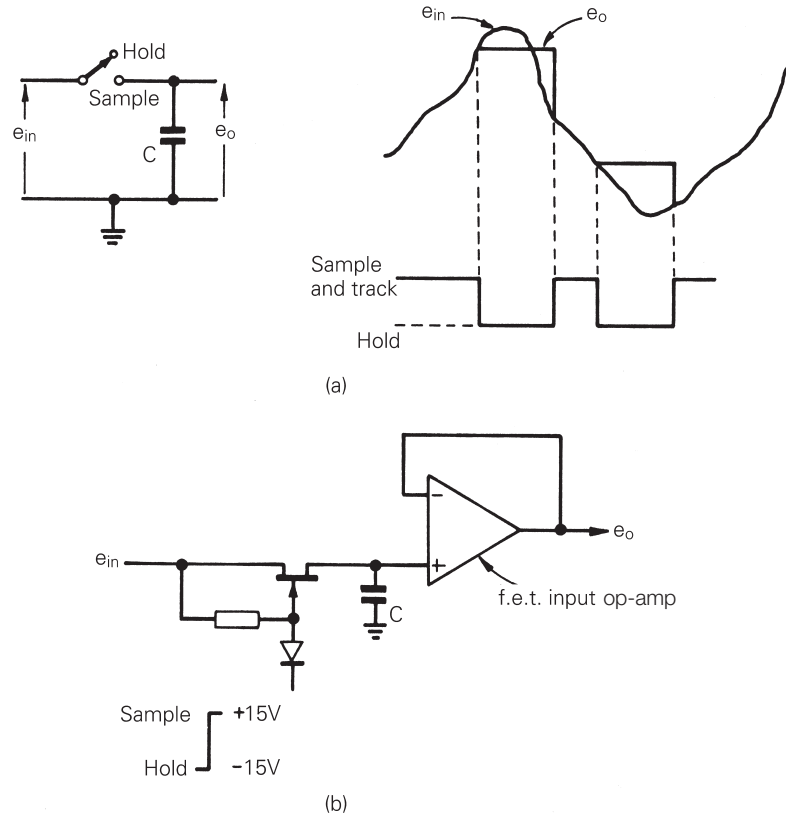 Hold
Sample
e_in
C
e_o
e_in
e_o
Sample
and track
Hold
(a)
−
e_o
e_in
+
C
f.e.t. input op-amp
Sample +15V
Hold −15V
(b)